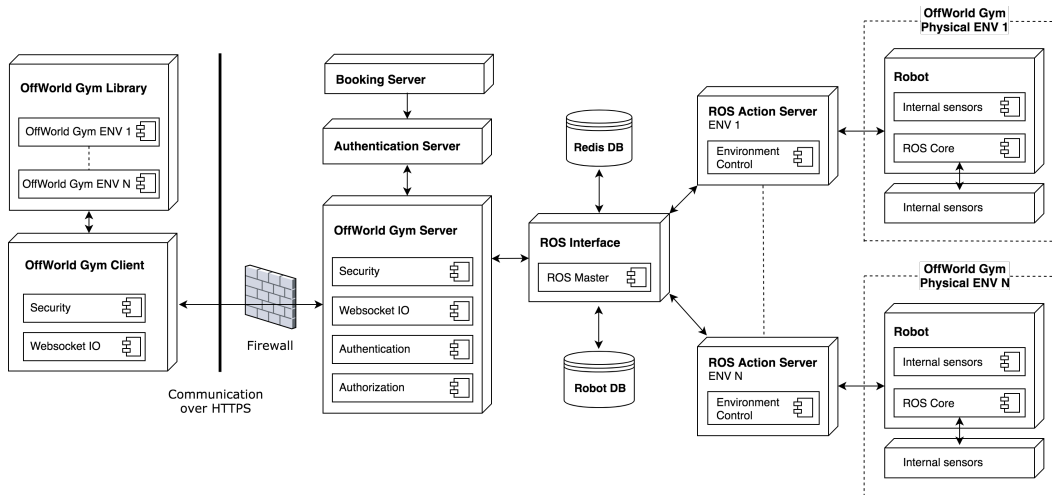 OffWorld Gym Library
OffWorld Gym ENV 1
OffWorld Gym ENV N
OffWorld Gym Client
Security
Websocket IO
Communication
over HTTPS
Firewall
Booking Server
Authentication Server
OffWorld Gym Server
Security
Websocket IO
Authentication
Authorization
Redis DB
ROS Interface
ROS Master
Robot DB
ROS Action Server
ENV 1
Environment
Control
ROS Action Server
ENV N
Environment
Control
OffWorld Gym
Physical ENV 1
Robot
Internal sensors
ROS Core
Internal sensors
OffWorld Gym
Physical ENV N
Robot
Internal sensors
ROS Core
Internal sensors